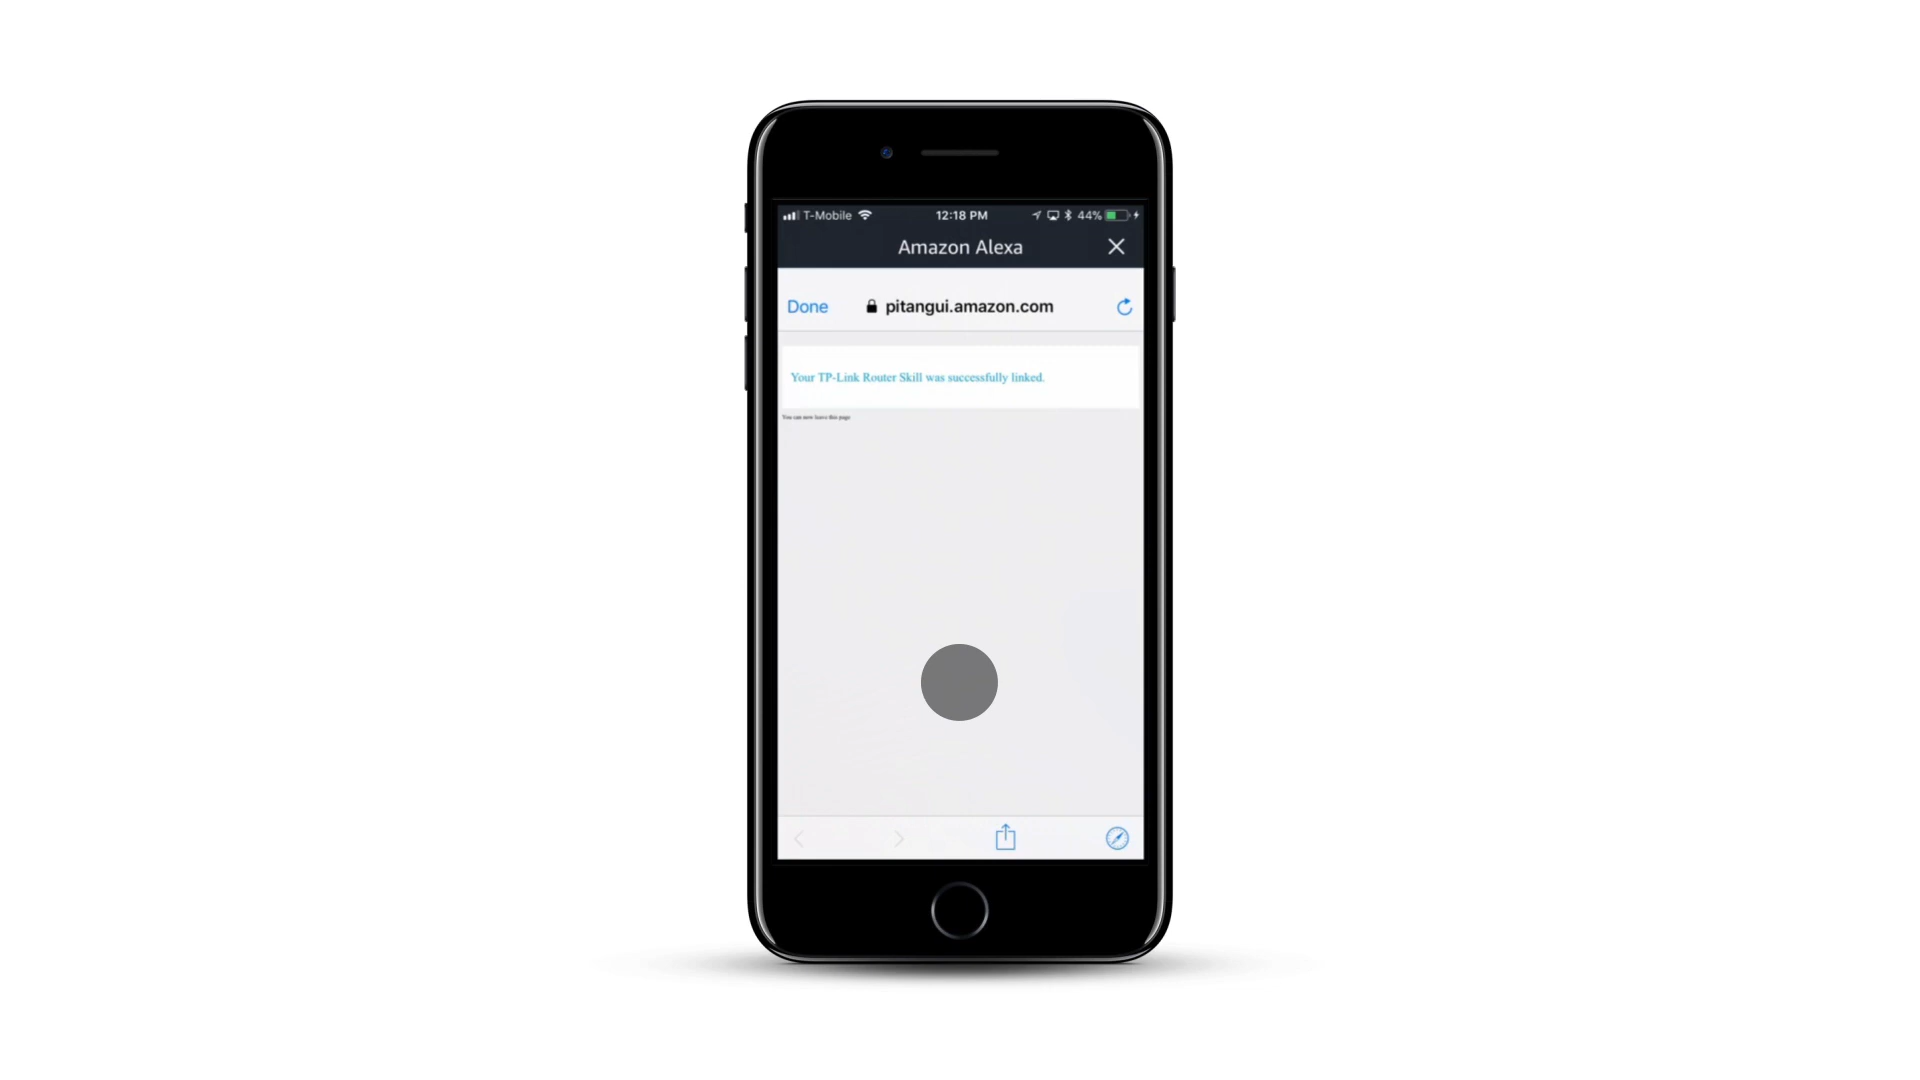 T-Mobile 12:18 PM 44%
Amazon Alexa
Done pitangui.amazon.com
Your TP-Link Router Skill was successfully linked.
You can now leave this page